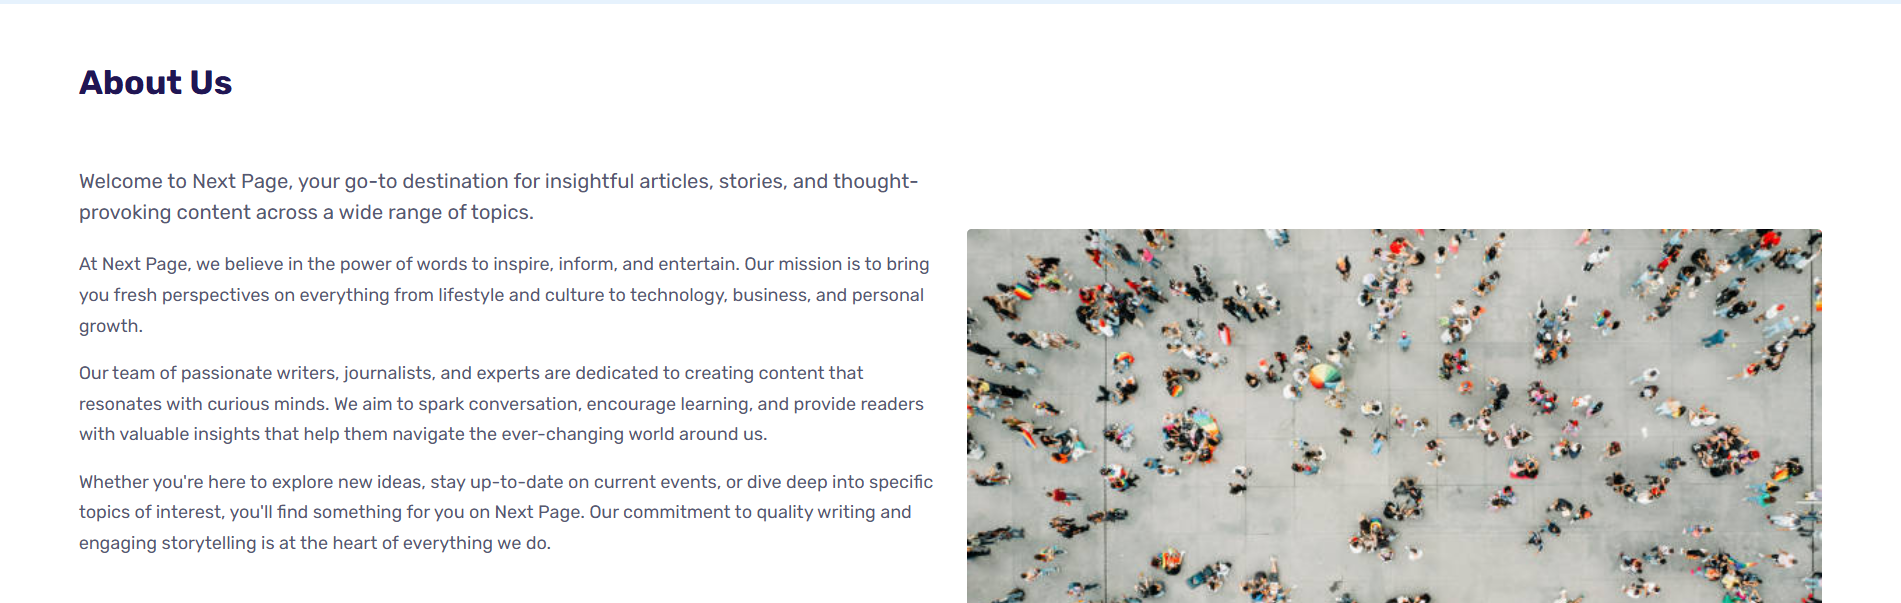 About Us
Welcome to Next Page, your go-to destination for insightful articles, stories, and thought-
provoking content across a wide range of topics.
At Next Page, we believe in the power of words to inspire, inform, and entertain. Our mission is to bring
you fresh perspectives on everything from lifestyle and culture to technology, business, and personal
growth.
Our team of passionate writers, journalists, and experts are dedicated to creating content that
resonates with curious minds. We aim to spark conversation, encourage learning, and provide readers
with valuable insights that help them navigate the ever-changing world around us.
Whether you're here to explore new ideas, stay up-to-date on current events, or dive deep into specific
topics of interest, you'll find something for you on Next Page. Our commitment to quality writing and
engaging storytelling is at the heart of everything we do.